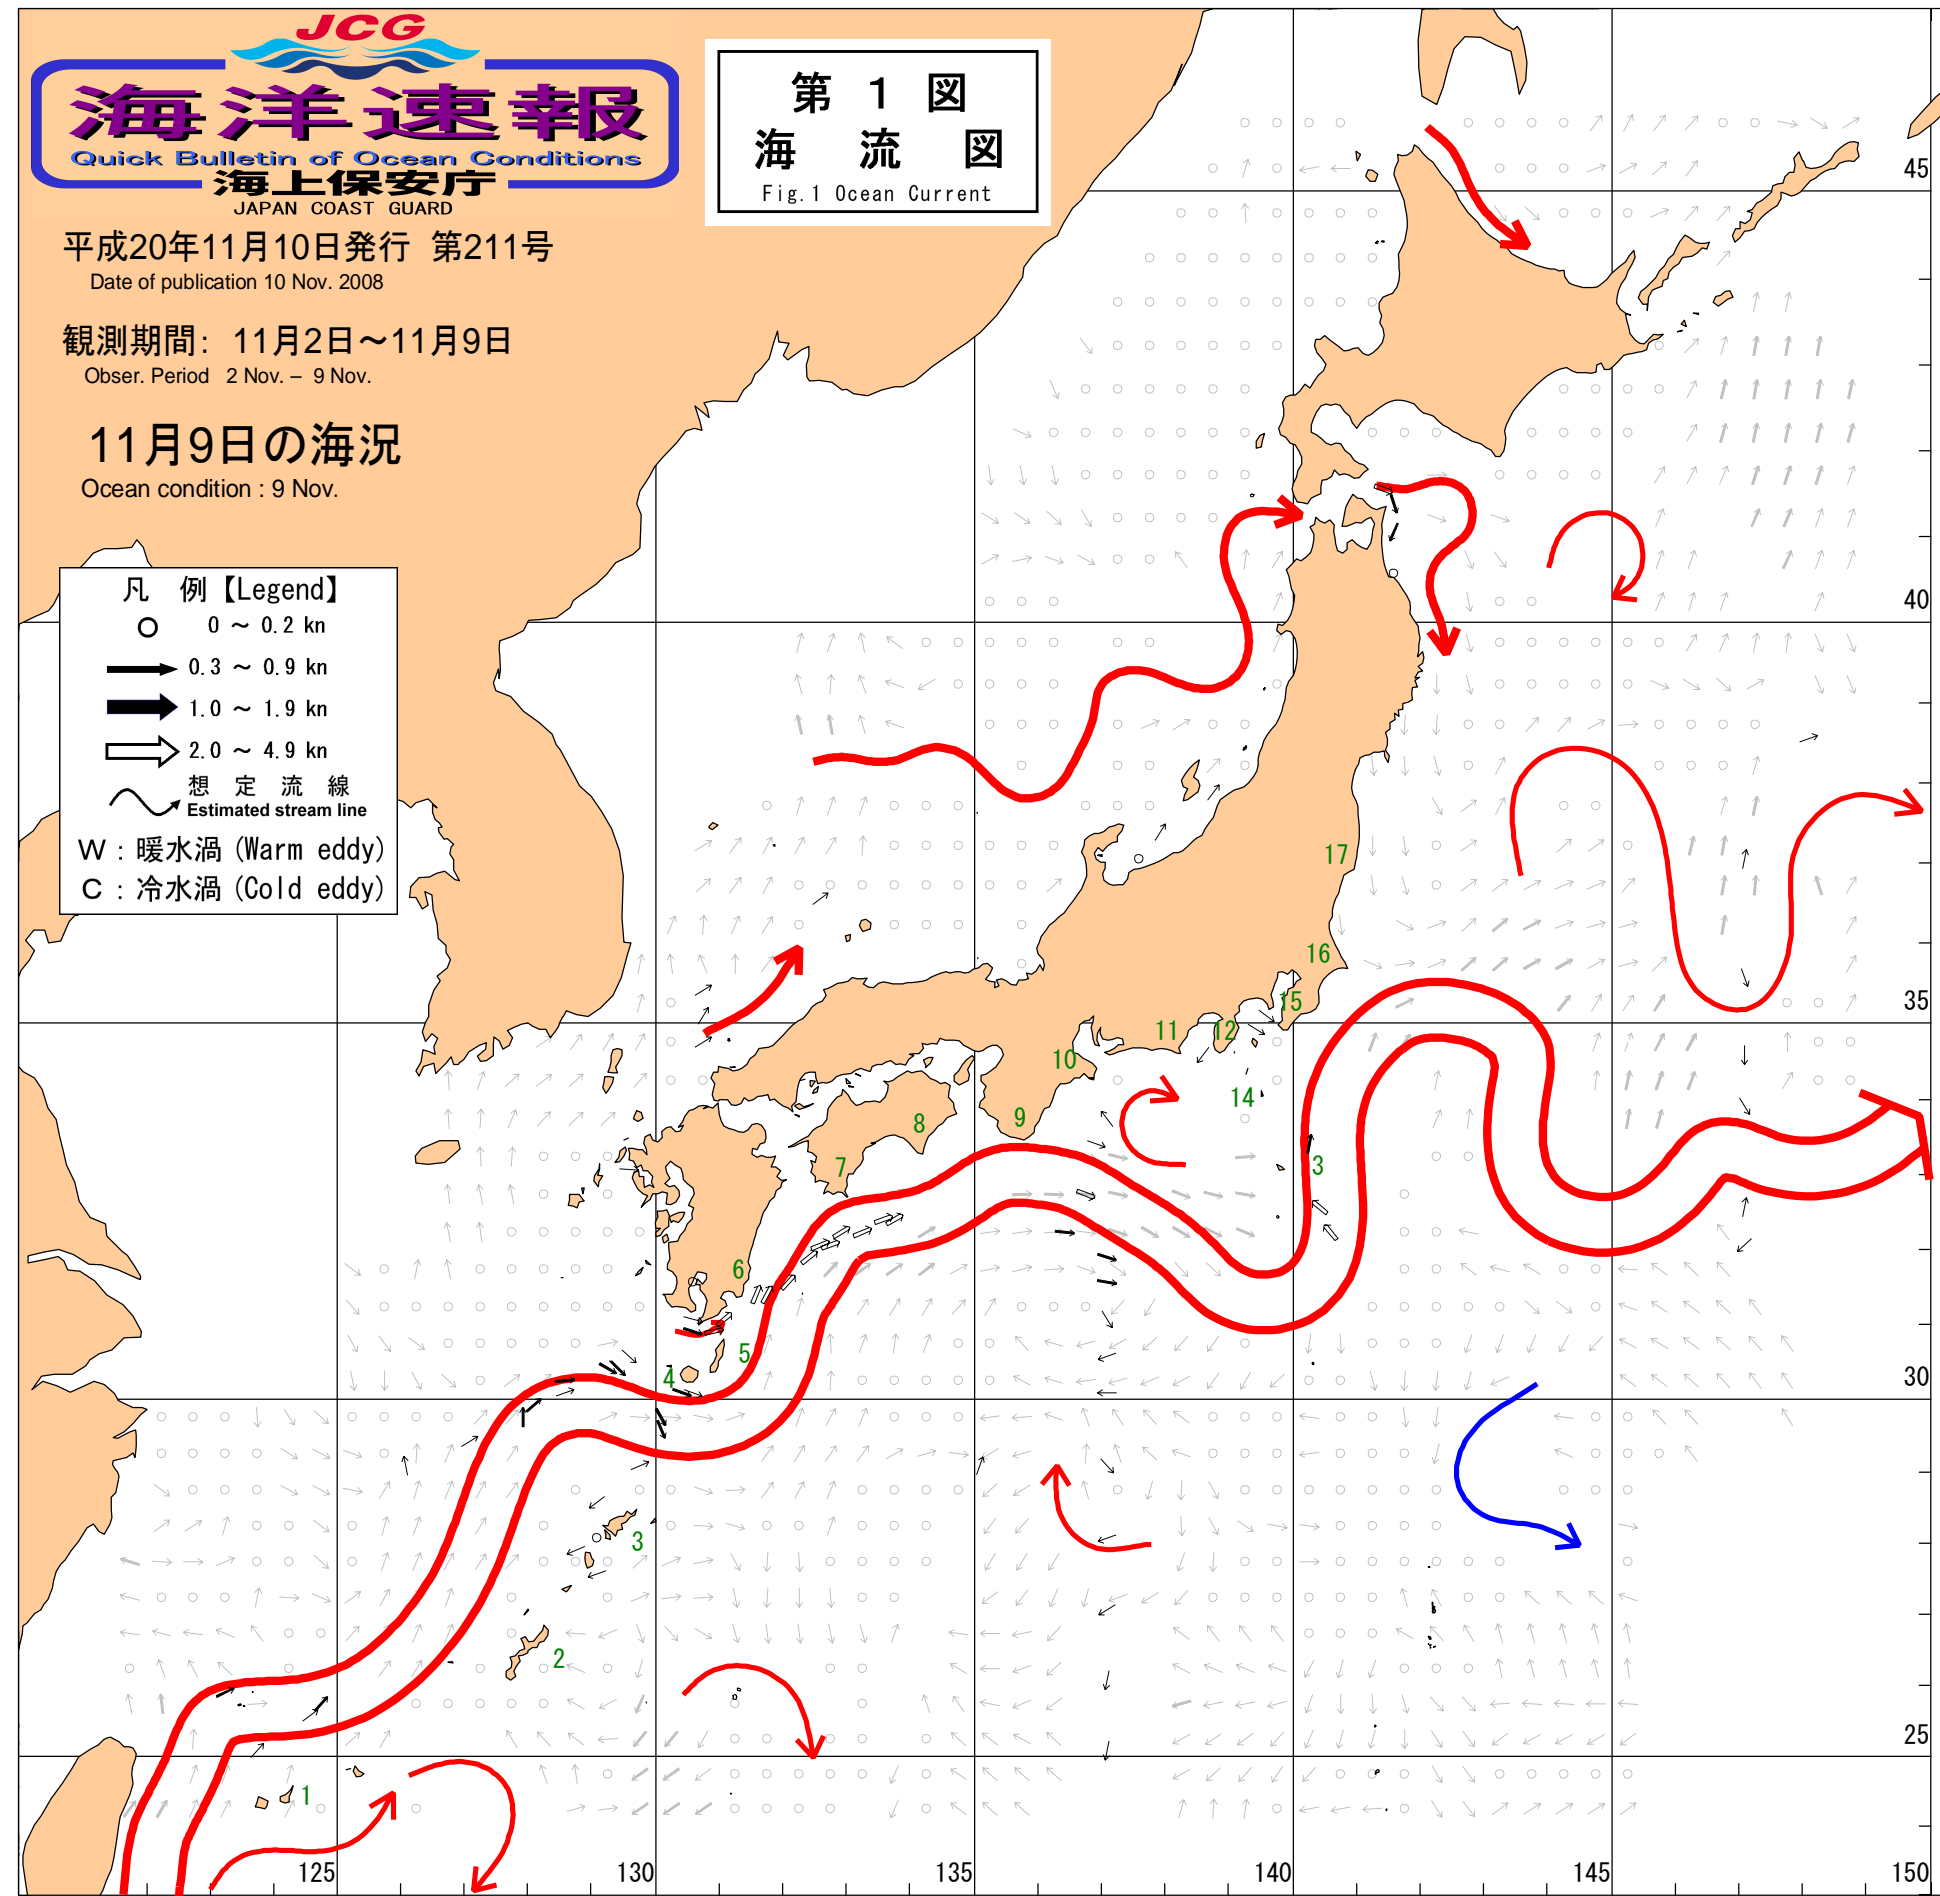 JCG
海洋速報
Quick Bulletin of Ocean Conditions
海上保安庁
JAPAN COAST GUARD
第 1 図
海 流 図
Fig.1 Ocean Current
平成20年11月10日発行 第211号
Date of publication 10 Nov. 2008
観測期間: 11月2日～11月9日
Obser. Period 2 Nov. – 9 Nov.
11月9日の海況
Ocean condition : 9 Nov.
凡 例【Legend】
0 ～ 0.2 kn
0.3 ～ 0.9 kn
1.0 ～ 1.9 kn
2.0 ～ 4.9 kn
想 定 流 線
Estimated stream line
W : 暖水渦 (Warm eddy)
C : 冷水渦 (Cold eddy)
45
40
35
30
25
17
16
15
12
11
10
14
9
8
7
13
6
5
4
3
2
1
125
130
135
140
145
150